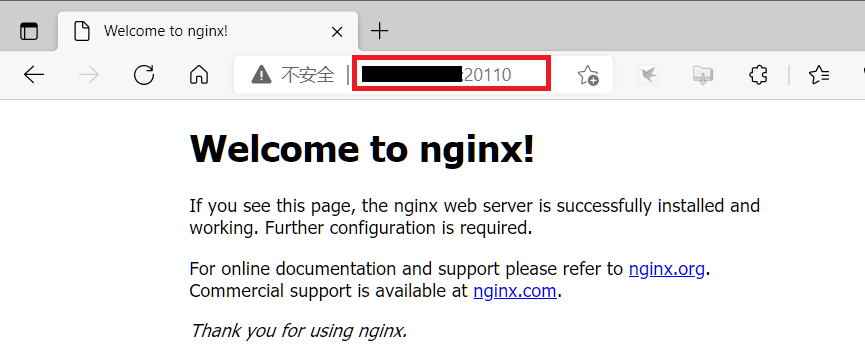 Welcome to nginx!
不安全 :20110
Welcome to nginx!
If you see this page, the nginx web server is successfully installed and
working. Further configuration is required.
For online documentation and support please refer to nginx.org.
Commercial support is available at nginx.com.
Thank you for using nginx.